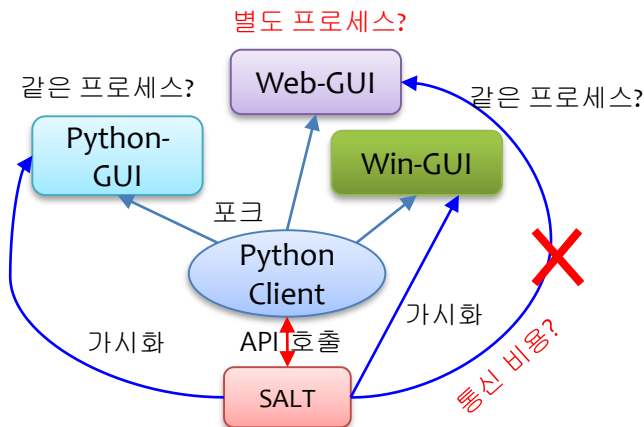 별도 프로세스?
Web-GUI
같은 프로세스?
같은 프로세스?
Python-
GUI
Win-GUI
포크
Python
Client
가시화
가시화
API 호출
통신 비용?
SALT